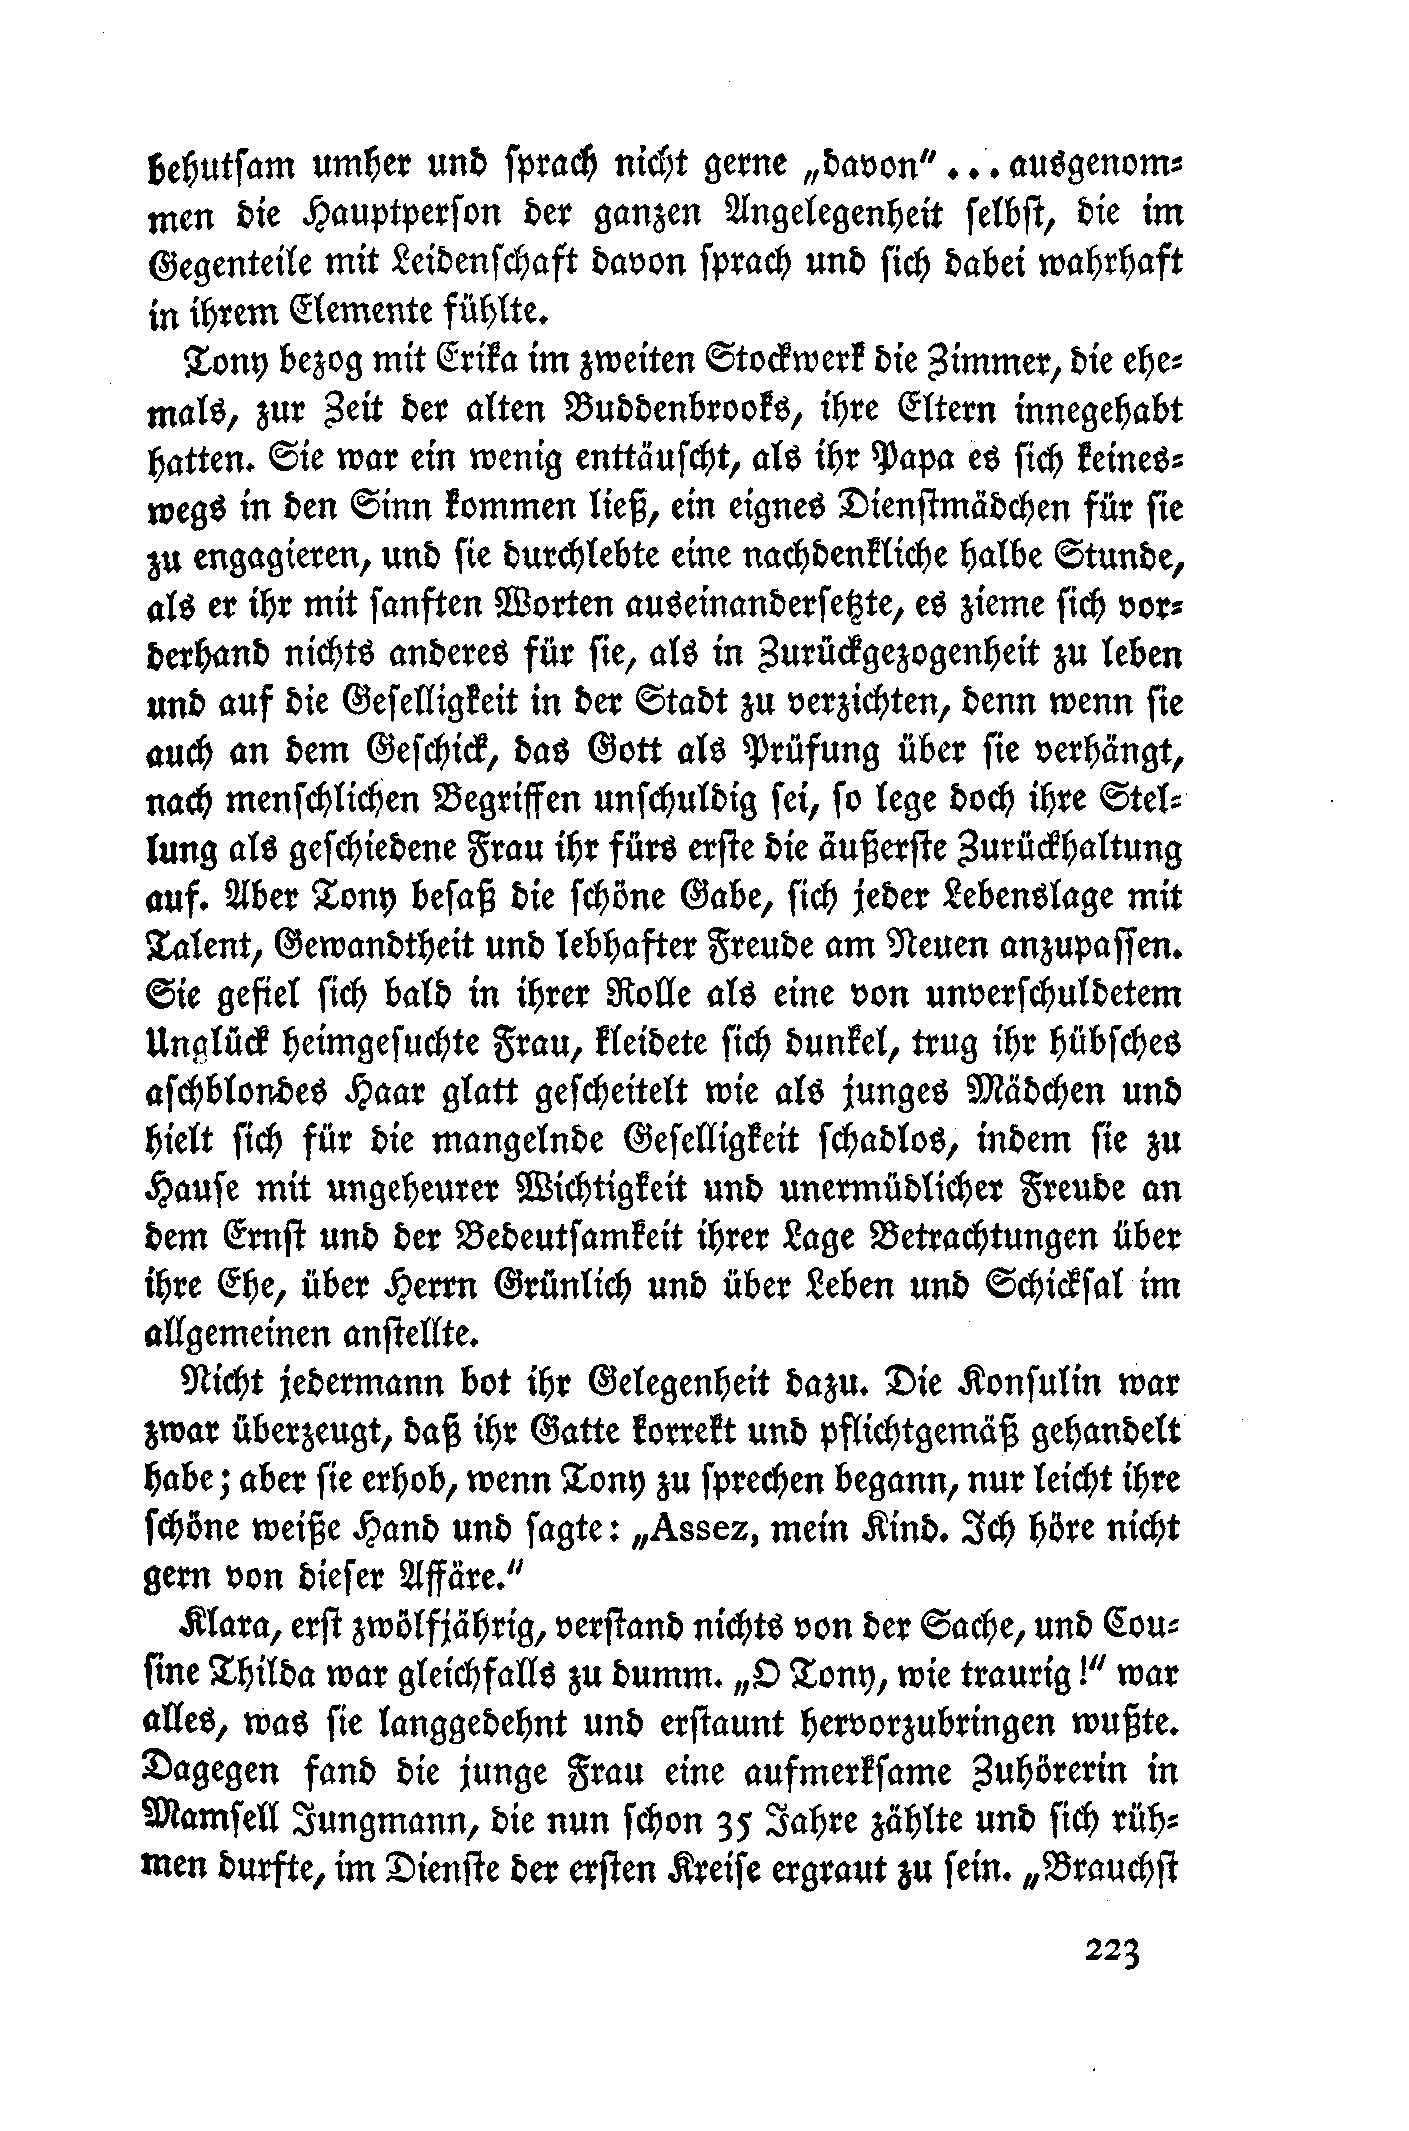 behutsam umher und sprach nicht gerne „davon“ . . . ausgenom-
men die Hauptperson der ganzen Angelegenheit selbst, die im
Gegenteile mit Leidenschaft davon sprach und sich dabei wahrhaft
in ihrem Elemente fühlte.
Tony bezog mit Erika im zweiten Stockwerk die Zimmer, die ehe-
mals, zur Zeit der alten Buddenbrooks, ihre Eltern innegehabt
hatten. Sie war ein wenig enttäuscht, als ihr Papa es sich keines-
wegs in den Sinn kommen ließ, ein eignes Dienstmädchen für sie
zu engagieren, und sie durchlebte eine nachdenkliche halbe Stunde,
als er ihr mit sanften Worten auseinandersetzte, es zieme sich vor-
derhand nichts anderes für sie, als in Zurückgezogenheit zu leben
und auf die Geselligkeit in der Stadt zu verzichten, denn wenn sie
auch an dem Geschick, das Gott als Prüfung über sie verhängt,
nach menschlichen Begriffen unschuldig sei, so lege doch ihre Stel-
lung als geschiedene Frau ihr fürs erste die äußerste Zurückhaltung
auf. Aber Tony besaß die schöne Gabe, sich jeder Lebenslage mit
Talent, Gewandtheit und lebhafter Freude am Neuen anzupassen.
Sie gefiel sich bald in ihrer Rolle als eine von unverschuldetem
Unglück heimgesuchte Frau, kleidete sich dunkel, trug ihr hübsches
aschblondes Haar glatt gescheitelt wie als junges Mädchen und
hielt sich für die mangelnde Geselligkeit schadlos, indem sie zu
Hause mit ungeheurer Wichtigkeit und unermüdlicher Freude an
dem Ernst und der Bedeutsamkeit ihrer Lage Betrachtungen über
ihre Ehe, über Herrn Grünlich und über Leben und Schicksal im
allgemeinen anstellte.
Nicht jedermann bot ihr Gelegenheit dazu. Die Konsulin war
zwar überzeugt, daß ihr Gatte korrekt und pflichtgemäß gehandelt
habe; aber sie erhob, wenn Tony zu sprechen begann, nur leicht ihre
schöne weiße Hand und sagte: „Assez, mein Kind. Ich höre nicht
gern von dieser Affäre.“
Klara, erst zwölfjährig, verstand nichts von der Sache, und Cou-
sine Thilda war gleichfalls zu dumm. „O Tony, wie traurig!“ war
alles, was sie langgedehnt und erstaunt hervorzubringen wußte.
Dagegen fand die junge Frau eine aufmerksame Zuhörerin in
Mamsell Jungmann, die nun schon 35 Jahre zählte und sich rüh-
men durfte, im Dienste der ersten Kreise ergraut zu sein. „Brauchst
223